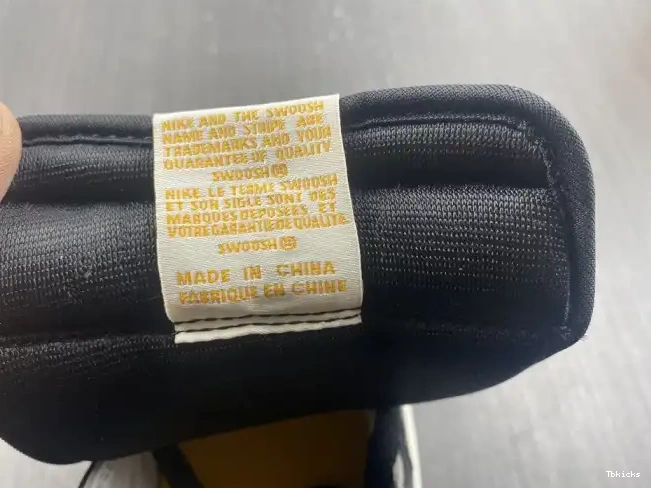 NIKE AND THE SWOOSH
NAME AND STRIPE ARE
TRADEMARKS AND YOUR
GUARANTEE OF QUALITY
SWOOSH®
NIKE. LE TERME SWOOSH
ET SON SIGLE SONT DES
MARQUES DEPOSEES, ET
VOTRE GARANTIE DE QUALITE
SWOOSH®
MADE IN CHINA
FABRIQUE EN CHINE
Tbkicks